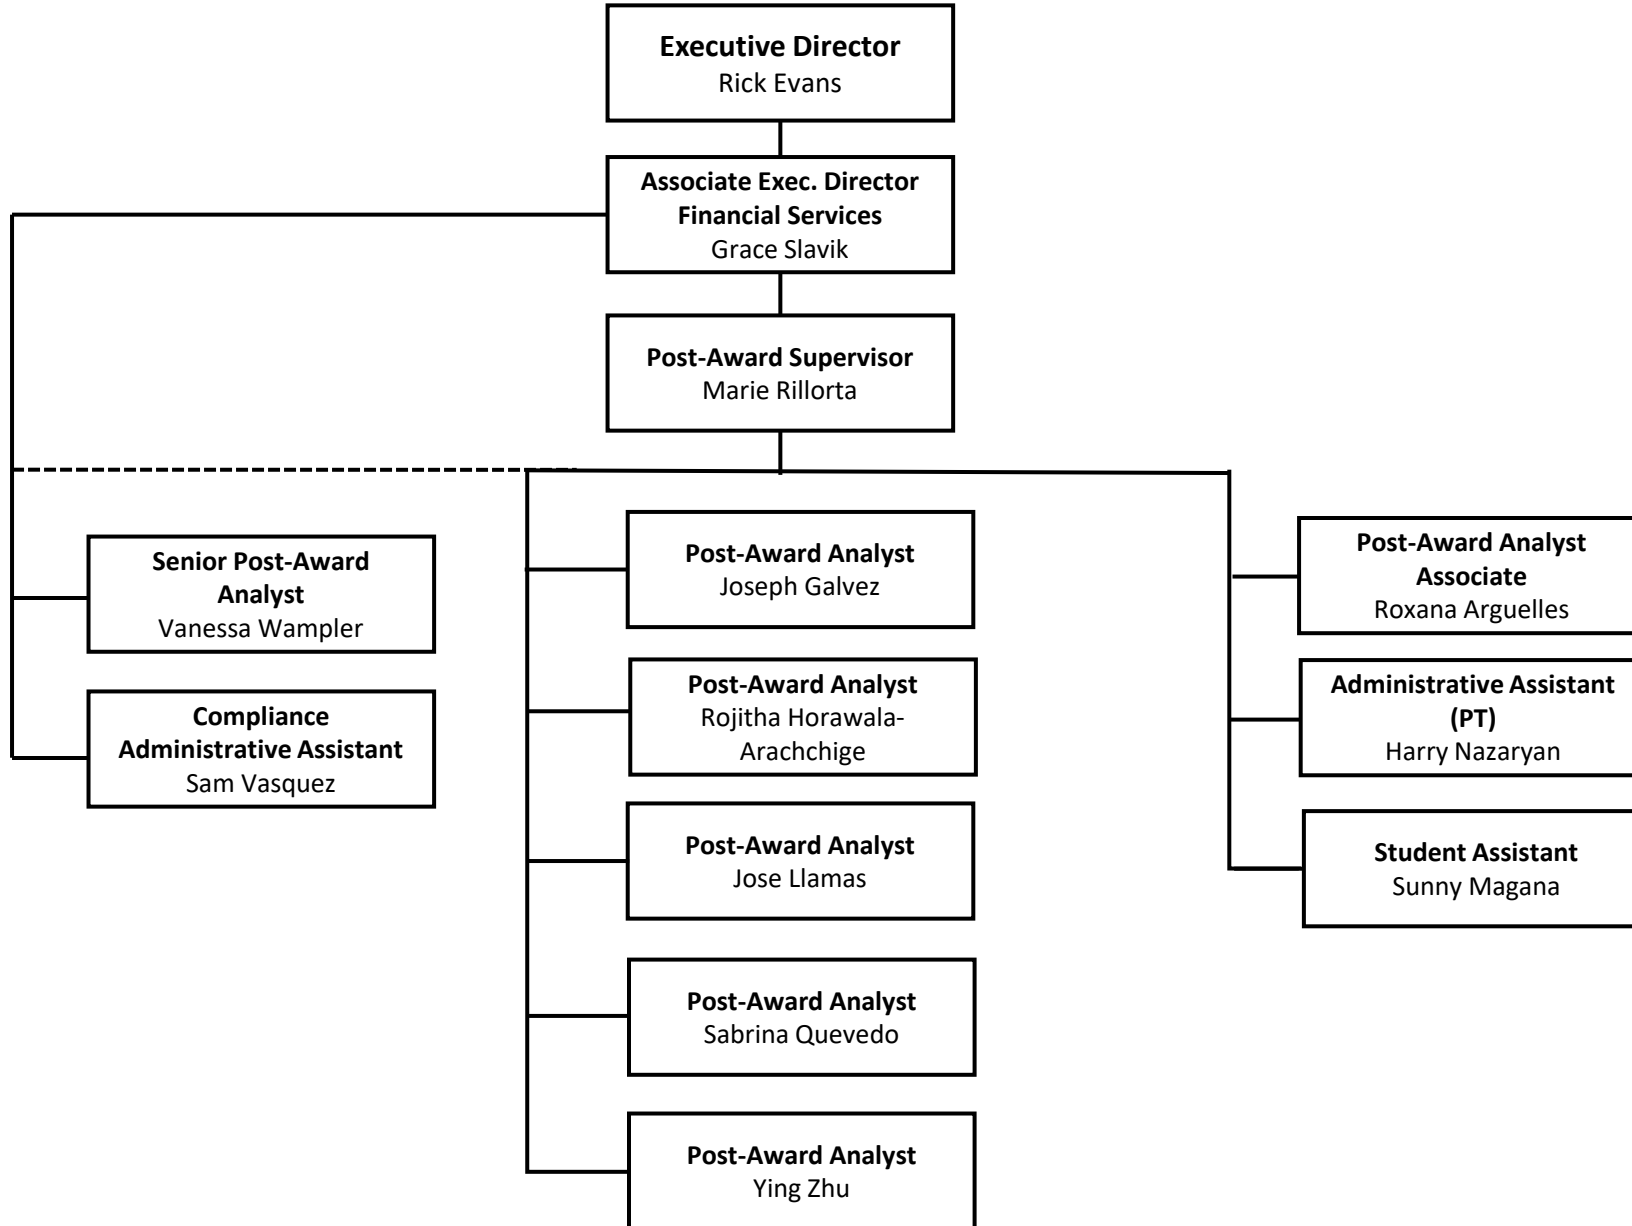 Executive Director
Rick Evans
Associate Exec. Director
Financial Services
Grace Slavik
Post-Award Supervisor
Marie Rillorta
Senior Post-Award
Analyst
Vanessa Wampler
Compliance
Administrative Assistant
Sam Vasquez
Post-Award Analyst
Joseph Galvez
Post-Award Analyst
Rojitha Horawala-
Arachchige
Post-Award Analyst
Jose Llamas
Post-Award Analyst
Sabrina Quevedo
Post-Award Analyst
Ying Zhu
Post-Award Analyst
Associate
Roxana Arguelles
Administrative Assistant
(PT)
Harry Nazaryan
Student Assistant
Sunny Magana